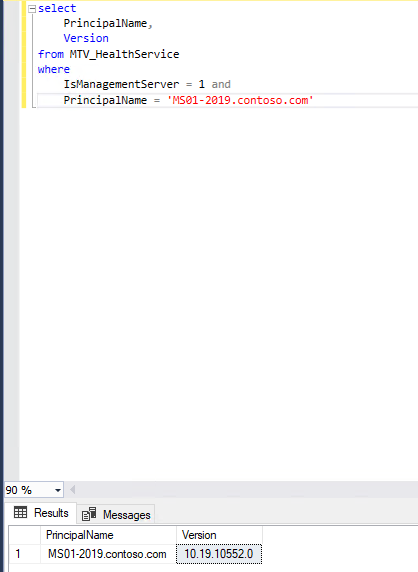 select
PrincipalName,
Version
from MTV_HealthService
where
IsManagementServer = 1 and
PrincipalName = 'MS01-2019.contoso.com'
90 %
Results Messages
PrincipalName Version
1 MS01-2019.contoso.com 10.19.10552.0